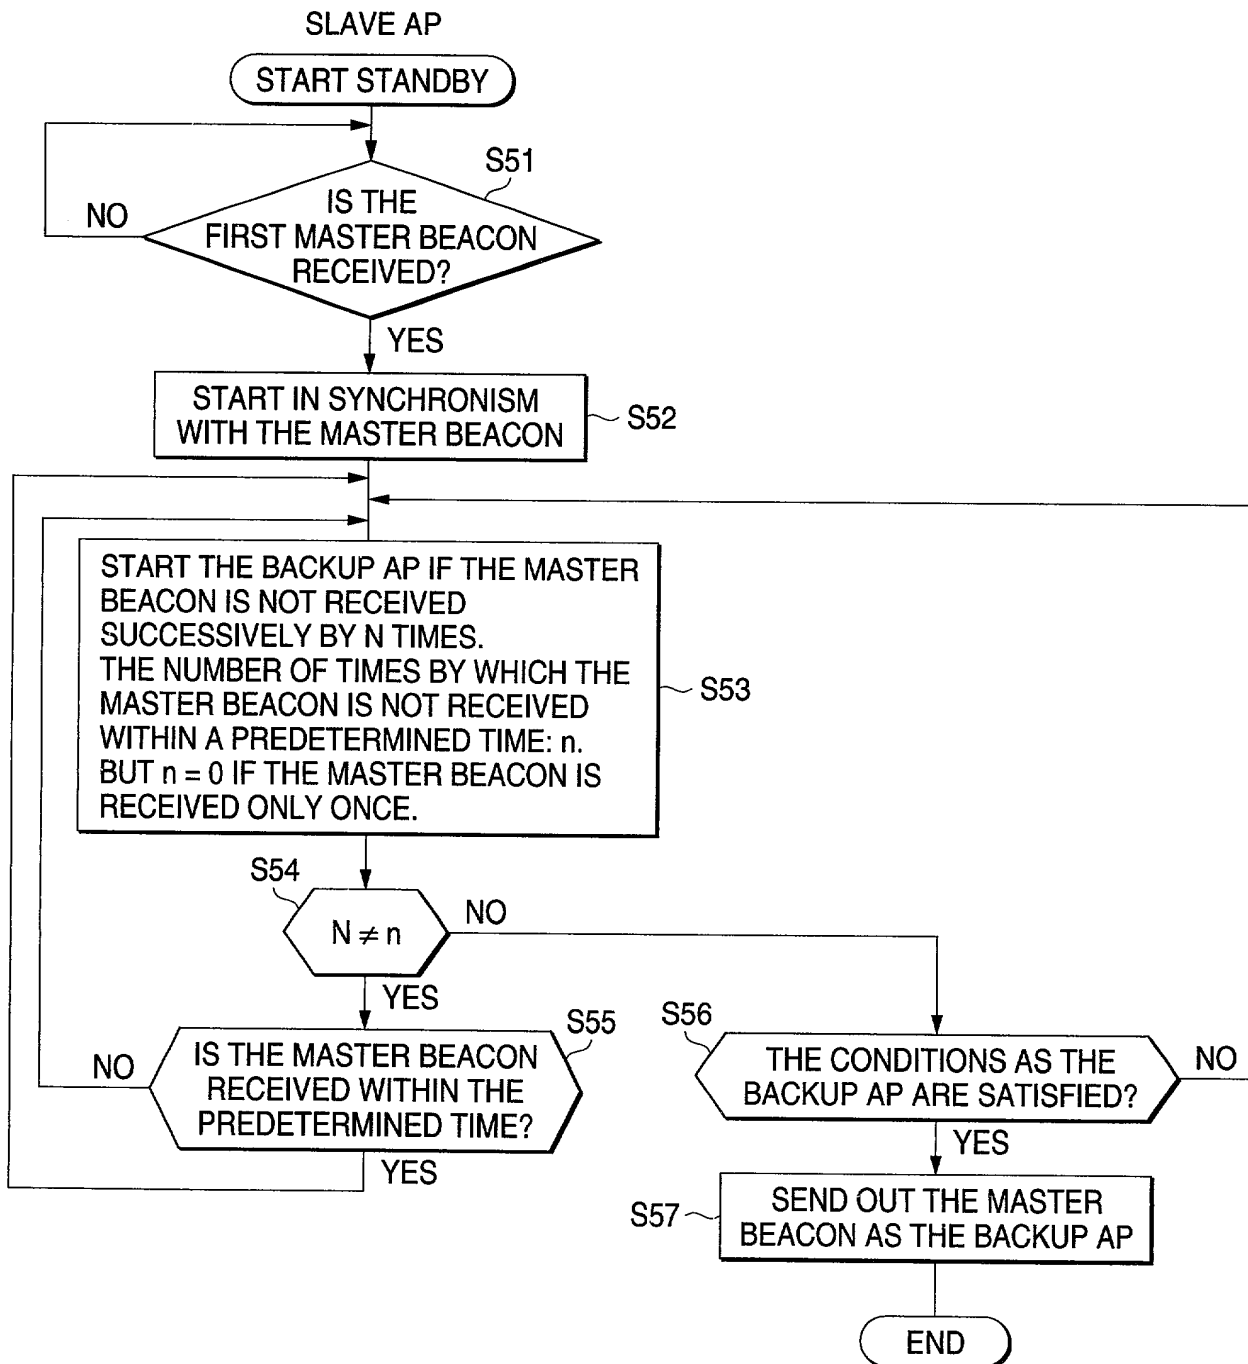 SLAVE AP
START STANDBY
S51
IS THE
FIRST MASTER BEACON
RECEIVED?
NO
YES
START IN SYNCHRONISM
WITH THE MASTER BEACON
S52
START THE BACKUP AP IF THE MASTER
BEACON IS NOT RECEIVED
SUCCESSIVELY BY N TIMES.
THE NUMBER OF TIMES BY WHICH THE
MASTER BEACON IS NOT RECEIVED
WITHIN A PREDETERMINED TIME: n.
BUT n = 0 IF THE MASTER BEACON IS
RECEIVED ONLY ONCE.
S53
S54
N ≠ n
NO
YES
S55
IS THE MASTER BEACON
RECEIVED WITHIN THE
PREDETERMINED TIME?
NO
YES
S56
THE CONDITIONS AS THE
BACKUP AP ARE SATISFIED?
NO
YES
S57
SEND OUT THE MASTER
BEACON AS THE BACKUP AP
END